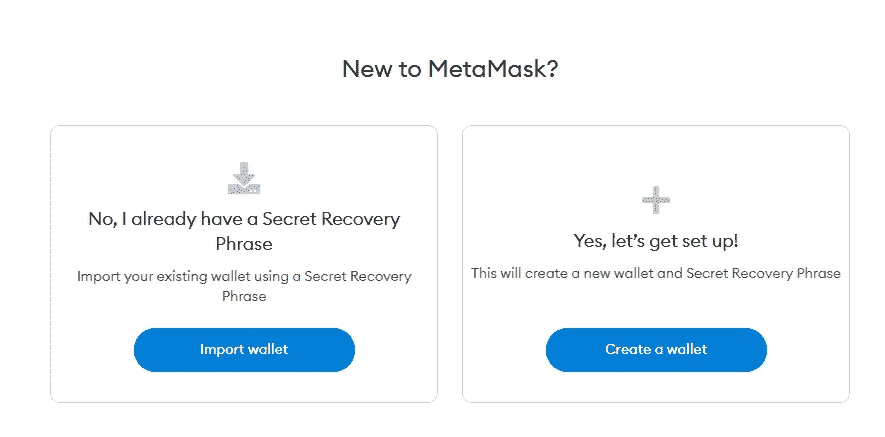 New to MetaMask?
No, I already have a Secret Recovery
Phrase
Import your existing wallet using a Secret Recovery
Phrase
Import wallet
Yes, let’s get set up!
This will create a new wallet and Secret Recovery Phrase
Create a wallet